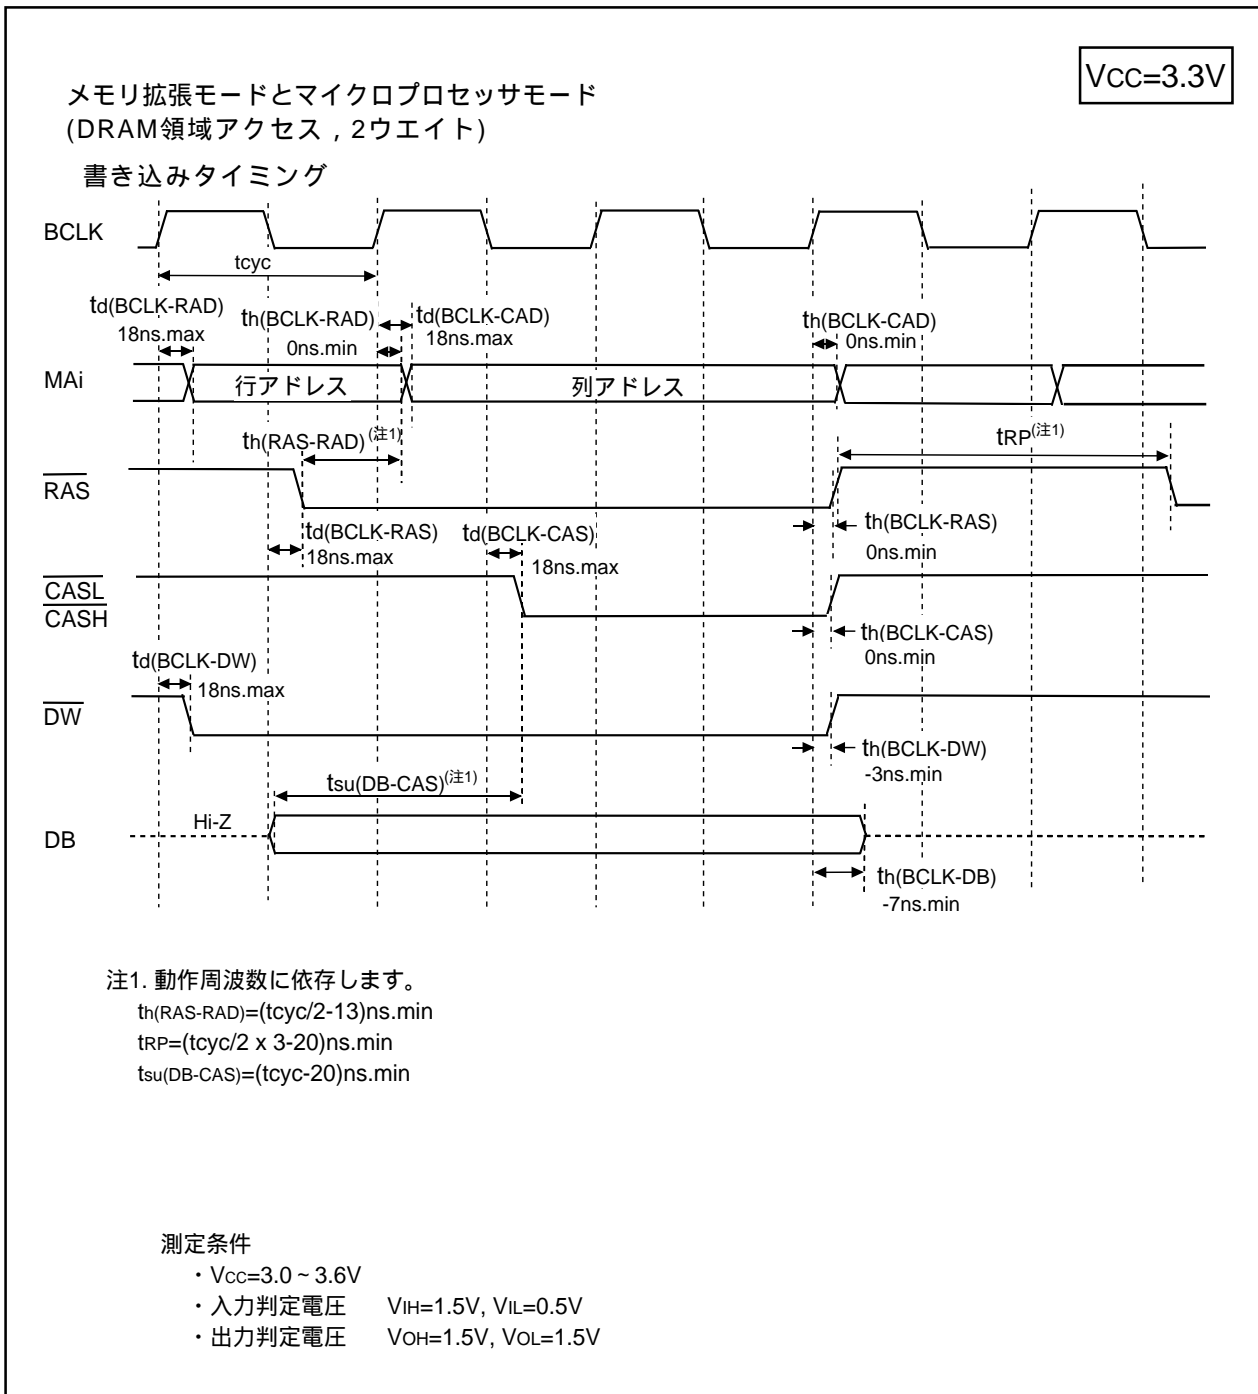 VCC=3.3V
メモリ拡張モードとマイクロプロセッサモード
(DRAM領域アクセス，2ウエイト)
書き込みタイミング
BCLK
tcyc
td(BCLK-RAD)
18ns.max
th(BCLK-RAD)
0ns.min
td(BCLK-CAD)
18ns.max
th(BCLK-CAD)
0ns.min
MAi
行アドレス
列アドレス
th(RAS-RAD)(注1)
tRP(注1)
RAS
td(BCLK-RAS)
18ns.max
td(BCLK-CAS)
18ns.max
th(BCLK-RAS)
0ns.min
CASL
CASH
th(BCLK-CAS)
0ns.min
td(BCLK-DW)
18ns.max
DW
th(BCLK-DW)
-3ns.min
tsu(DB-CAS)(注1)
Hi-Z
DB
th(BCLK-DB)
-7ns.min
注1. 動作周波数に依存します。
th(RAS-RAD)=(tcyc/2-13)ns.min
tRP=(tcyc/2 x 3-20)ns.min
tsu(DB-CAS)=(tcyc-20)ns.min
測定条件
・VCC=3.0～3.6V
・入力判定電圧 VIH=1.5V, VIL=0.5V
・出力判定電圧 VOH=1.5V, VOL=1.5V